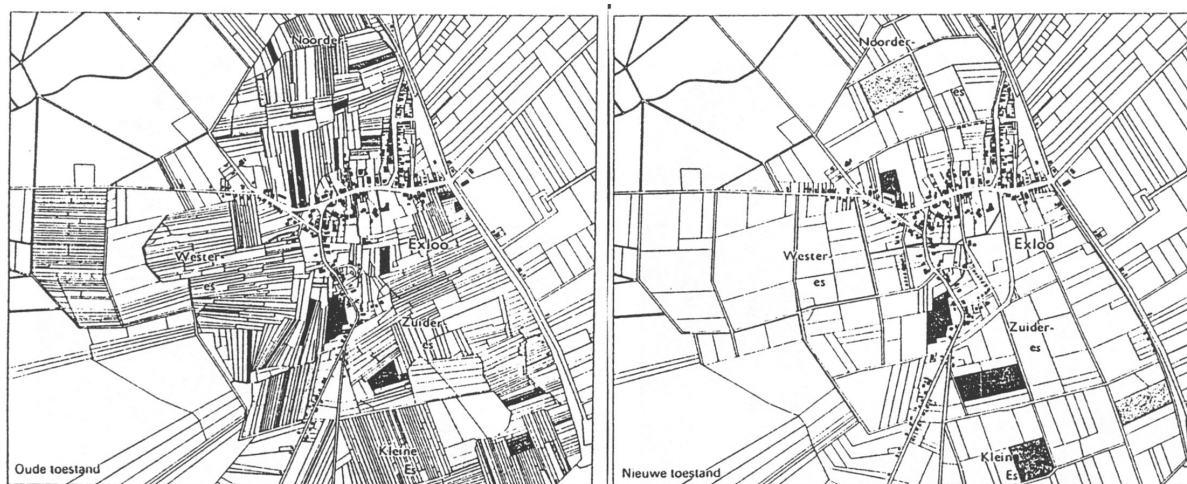 Noorder-
Exloo
Wester-
es
Zuider-
es
Kleine
Es
Oude toestand
Noorder-
es
Exloo
Wester-
es
Zuider-
es
Klein
Es
Nieuwe toestand